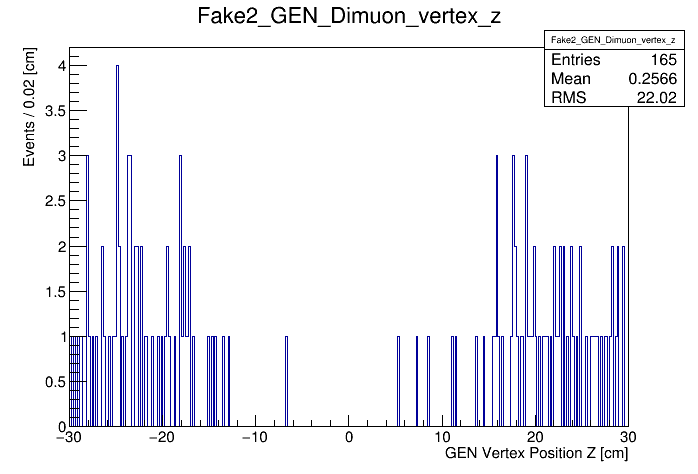 Fake2_GEN_Dimuon_vertex_z
Fake2_GEN_Dimuon_vertex_z
Entries 165
Mean 0.2566
RMS 22.02
Events / 0.02 [cm]
4
3.5
3
2.5
2
1.5
1
0.5
0
−30 −20 −10 0 10 20 30
GEN Vertex Position Z [cm]